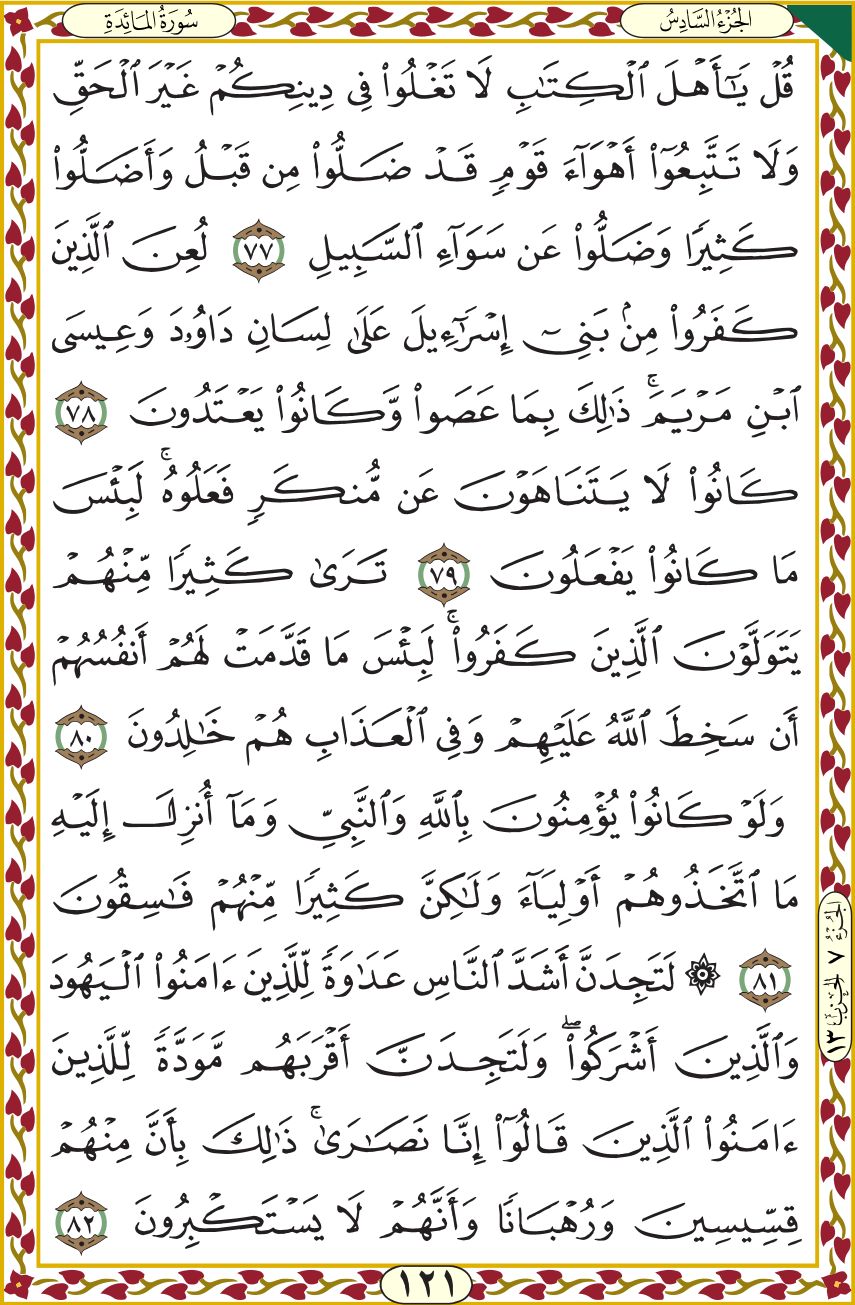 الجُزْءُ السَّادِسُ
سُورَةُ المَائِدَةِ
قُلۡ يَٰٓأَهۡلَ ٱلۡكِتَٰبِ لَا تَغۡلُواْ فِي دِينِكُمۡ غَيۡرَ ٱلۡحَقِّ
وَلَا تَتَّبِعُوٓاْ أَهۡوَآءَ قَوۡمٖ قَدۡ ضَلُّواْ مِن قَبۡلُ وَأَضَلُّواْ
كَثِيرٗا وَضَلُّواْ عَن سَوَآءِ ٱلسَّبِيلِ ٧٧ لُعِنَ ٱلَّذِينَ
كَفَرُواْ مِنۢ بَنِيٓ إِسۡرَٰٓءِيلَ عَلَىٰ لِسَانِ دَاوُۥدَ وَعِيسَى
ٱبۡنِ مَرۡيَمَۚ ذَٰلِكَ بِمَا عَصَواْ وَّكَانُواْ يَعۡتَدُونَ ٧٨
كَانُواْ لَا يَتَنَاهَوۡنَ عَن مُّنكَرٖ فَعَلُوهُۚ لَبِئۡسَ
مَا كَانُواْ يَفۡعَلُونَ ٧٩ تَرَىٰ كَثِيرٗا مِّنۡهُمۡ
يَتَوَلَّوۡنَ ٱلَّذِينَ كَفَرُواْۚ لَبِئۡسَ مَا قَدَّمَتۡ لَهُمۡ أَنفُسُهُمۡ
أَن سَخِطَ ٱللَّهُ عَلَيۡهِمۡ وَفِي ٱلۡعَذَابِ هُمۡ خَٰلِدُونَ ٨٠
وَلَوۡ كَانُواْ يُؤۡمِنُونَ بِٱللَّهِ وَٱلنَّبِيِّ وَمَآ أُنزِلَ إِلَيۡهِ
مَا ٱتَّخَذُوهُمۡ أَوۡلِيَآءَ وَلَٰكِنَّ كَثِيرٗا مِّنۡهُمۡ فَٰسِقُونَ
٨١ ۞ لَتَجِدَنَّ أَشَدَّ ٱلنَّاسِ عَدَٰوَةٗ لِّلَّذِينَ ءَامَنُواْ ٱلۡيَهُودَ
وَٱلَّذِينَ أَشۡرَكُواْۖ وَلَتَجِدَنَّ أَقۡرَبَهُم مَّوَدَّةٗ لِّلَّذِينَ
ءَامَنُواْ ٱلَّذِينَ قَالُوٓاْ إِنَّا نَصَٰرَىٰۚ ذَٰلِكَ بِأَنَّ مِنۡهُمۡ
قِسِّيسِينَ وَرُهۡبَانٗا وَأَنَّهُمۡ لَا يَسۡتَكۡبِرُونَ ٨٢
الجُزْءُ ٧ الحِزْبُ ١٣
١٢١